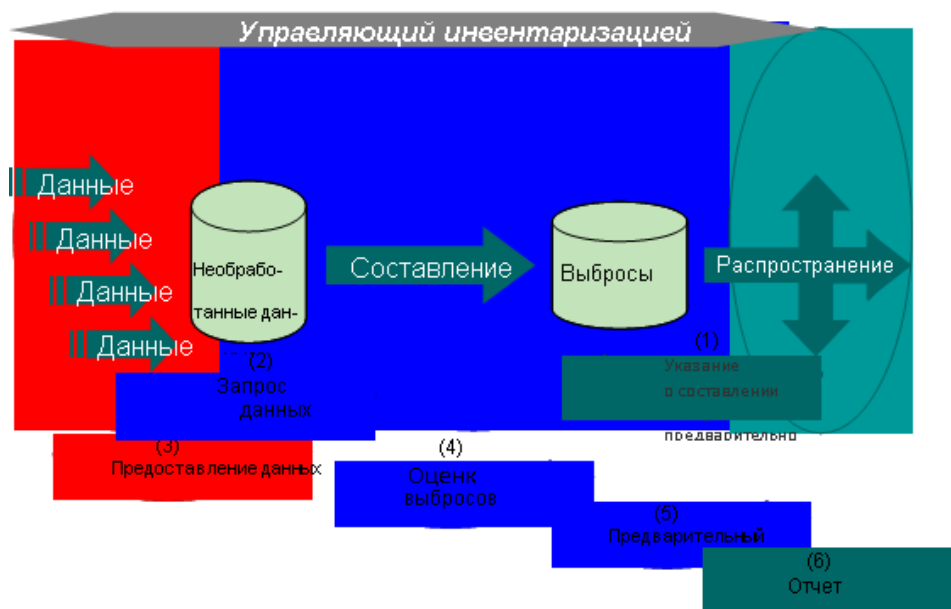 Управляющий инвентаризацией
Данные
Данные
Данные
Данные
Необрабо-
танные дан-
Составление
Выбросы
Распространение
(1)
Указание
о составлении
предварительно
(2)
Запрос
данных
(3)
Предоставление данных
(4)
Оценк
выбросов
(5)
Предварительный
(6)
Отчет